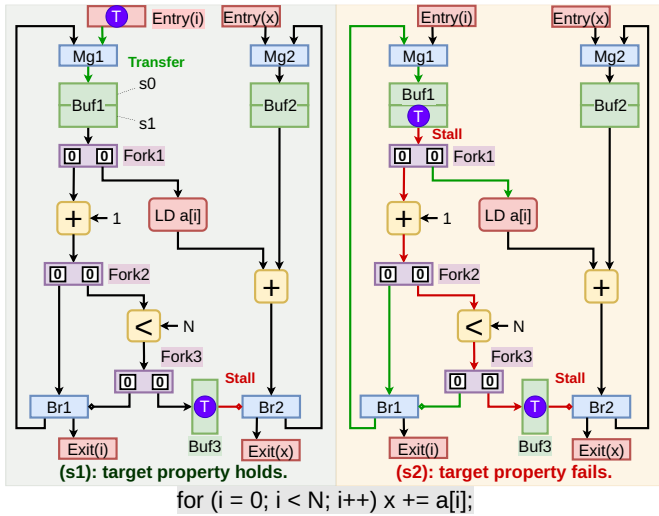 T Entry(i) Entry(x)
Mg1 Mg2
Transfer
s0
Buf1 Buf2
s1
0 0 Fork1
+ 1 LD a[i]
0 0 Fork2
+
< N
Fork3
0 0
Stall
Br1 T Br2
Buf3
Exit(i) Exit(x)
(s1): target property holds.
Entry(i) Entry(x)
Mg1 Mg2
Buf1 Buf2
T
Stall
0 0 Fork1
+ 1 LD a[i]
0 0 Fork2
+
< N
Fork3
0 0
Stall
Br1 T Br2
Buf3
Exit(i) Exit(x)
(s2): target property fails.
for (i = 0; i < N; i++) x += a[i];